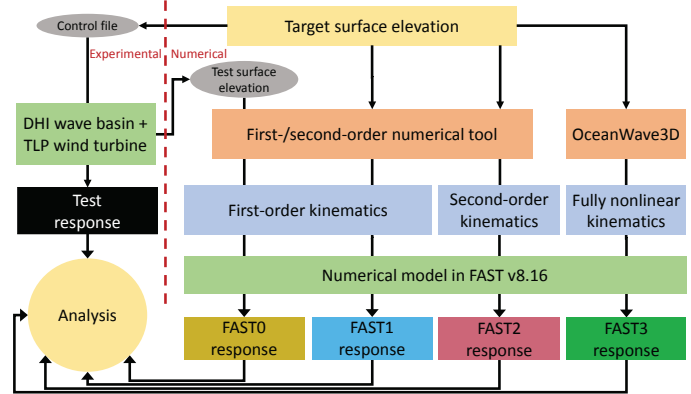 Control file
Target surface elevation
Experimental
Numerical
Test surface
elevation
DHI wave basin +
TLP wind turbine
First-/second-order numerical tool
OceanWave3D
Test
response
First-order kinematics
Second-order
kinematics
Fully nonlinear
kinematics
Numerical model in FAST v8.16
Analysis
FAST0
response
FAST1
response
FAST2
response
FAST3
response